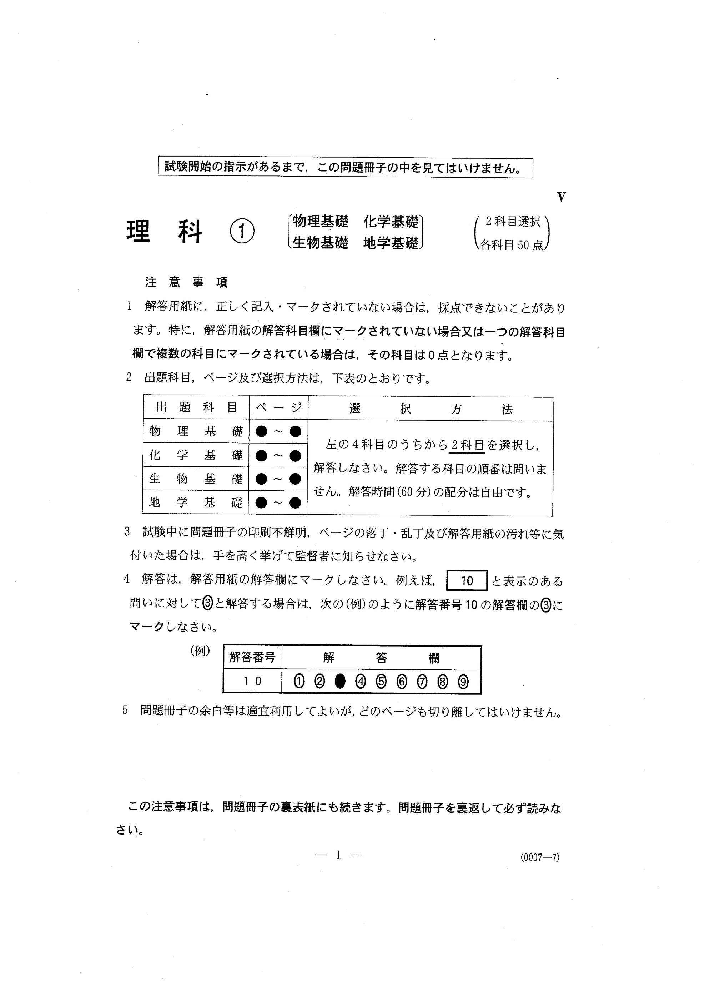 試験開始の指示があるまで，この問題冊子の中を見てはいけません。
V
理　科　①　〔物理基礎　化学基礎　生物基礎　地学基礎〕　（2科目選択　各科目50点）
注　意　事　項
1　解答用紙に，正しく記入・マークされていない場合は，採点できないことがあり
ます。特に，解答用紙の解答科目欄にマークされていない場合又は一つの解答科目
欄で複数の科目にマークされている場合は，その科目は0点となります。
2　出題科目，ページ及び選択方法は，下表のとおりです。
出　題　科　目　ペ　ー　ジ　選　択　方　法
物　理　基　礎　●　～　●
化　学　基　礎　●　～　●
生　物　基　礎　●　～　●
地　学　基　礎　●　～　●
左の4科目のうちから2科目を選択し，
解答しなさい。解答する科目の順番は問いま
せん。解答時間(60分)の配分は自由です。
3　試験中に問題冊子の印刷不鮮明，ページの落丁・乱丁及び解答用紙の汚れ等に気
付いた場合は，手を高く挙げて監督者に知らせなさい。
4　解答は，解答用紙の解答欄にマークしなさい。例えば，　10　と表示のある
問いに対して③と解答する場合は，次の(例)のように解答番号10の解答欄の③に
マークしなさい。
(例)
解答番号　解　答　欄
1 0　①　②　●　④　⑤　⑥　⑦　⑧　⑨
5　問題冊子の余白等は適宜利用してよいが，どのページも切り離してはいけません。
この注意事項は，問題冊子の裏表紙にも続きます。問題冊子を裏返して必ず読みな
さい。
— 1 —
(0007—7)